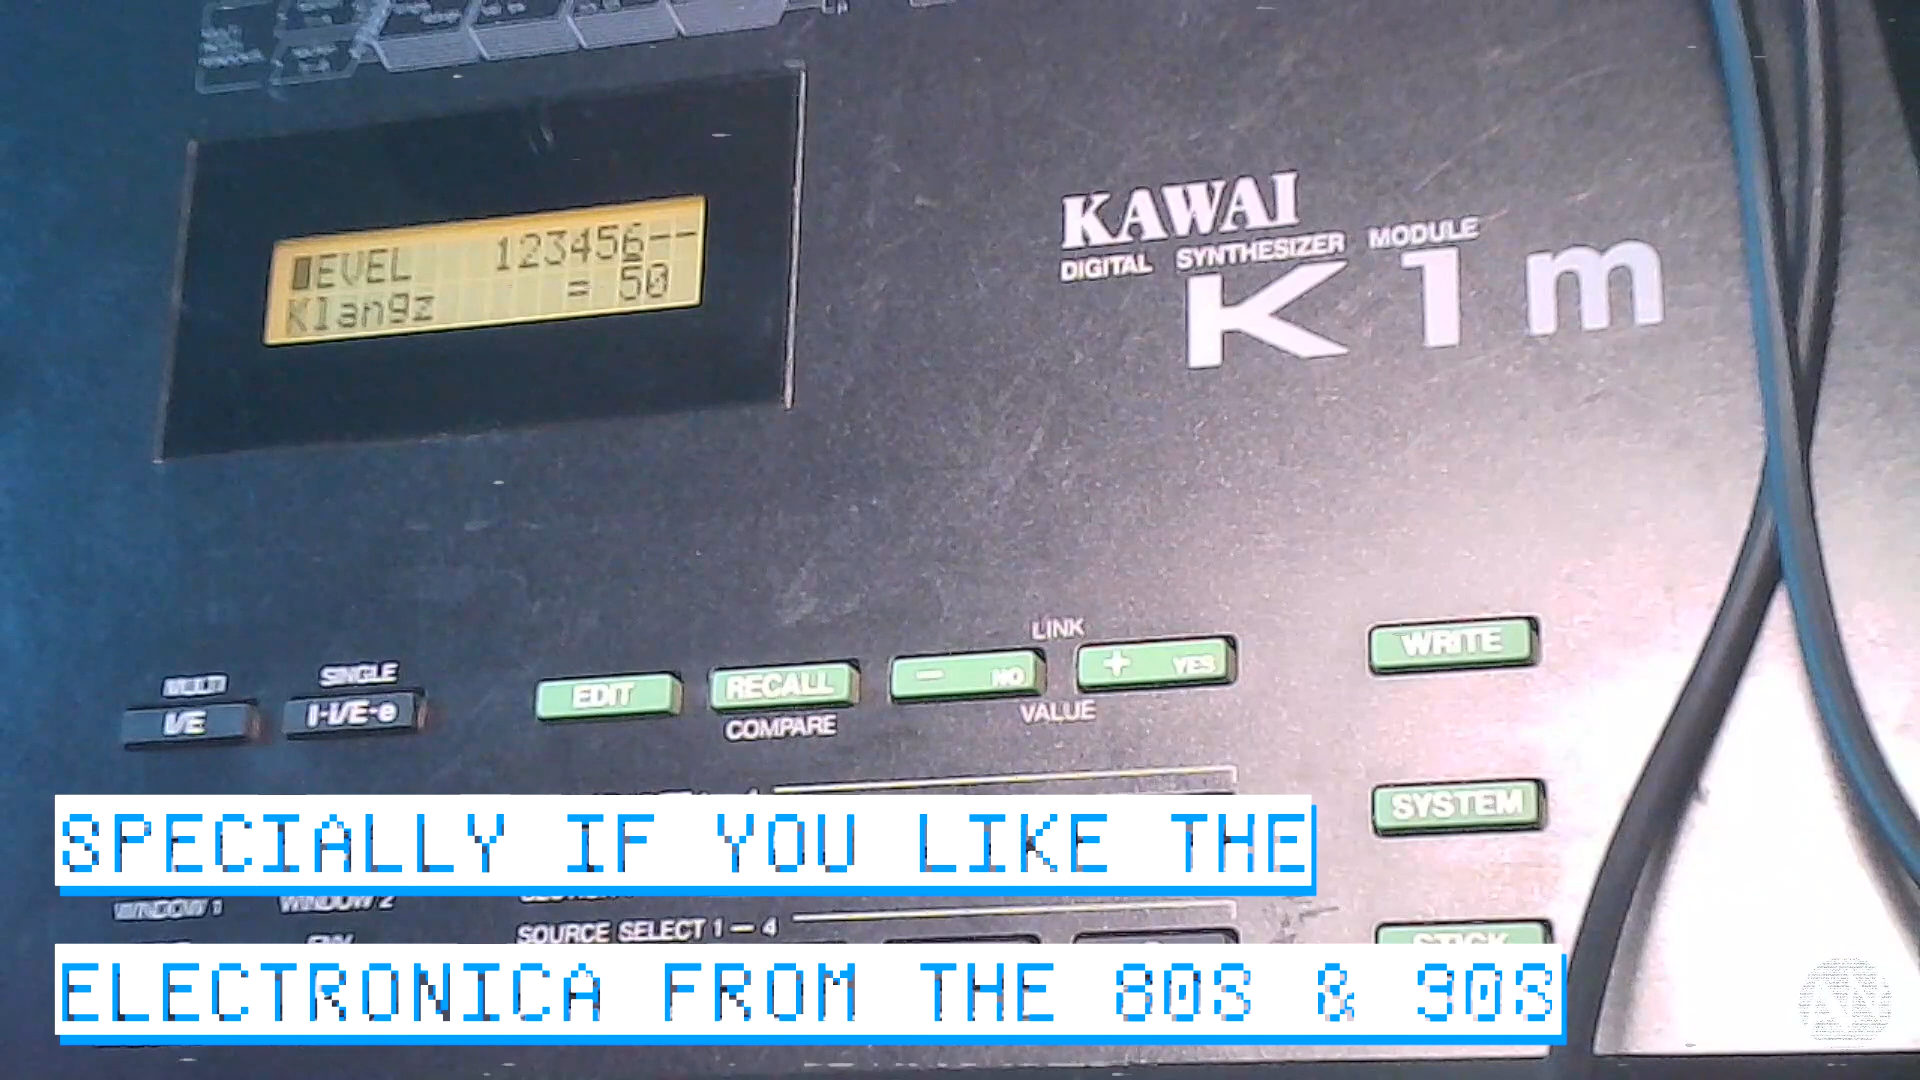 EVEL 123456--
Klangz = 50
KAWAI
DIGITAL SYNTHESIZER MODULE
K1m
LINK
MULTI
SINGLE
I/E
I-I/E-e
EDIT
RECALL
- NO
+ YES
WRITE
COMPARE
VALUE
SYSTEM
SPECIALLY IF YOU LIKE THE
WINDOW 1
WINDOW 2
SOURCE SELECT 1 — 4
STICK
ELECTRONICA FROM THE 80S & 90S